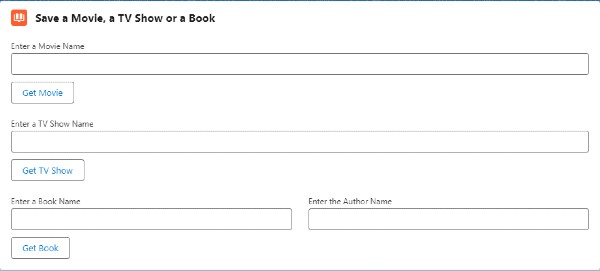 Save a Movie, a TV Show or a Book
Enter a Movie Name
Get Movie
Enter a TV Show Name
Get TV Show
Enter a Book Name
Enter the Author Name
Get Book